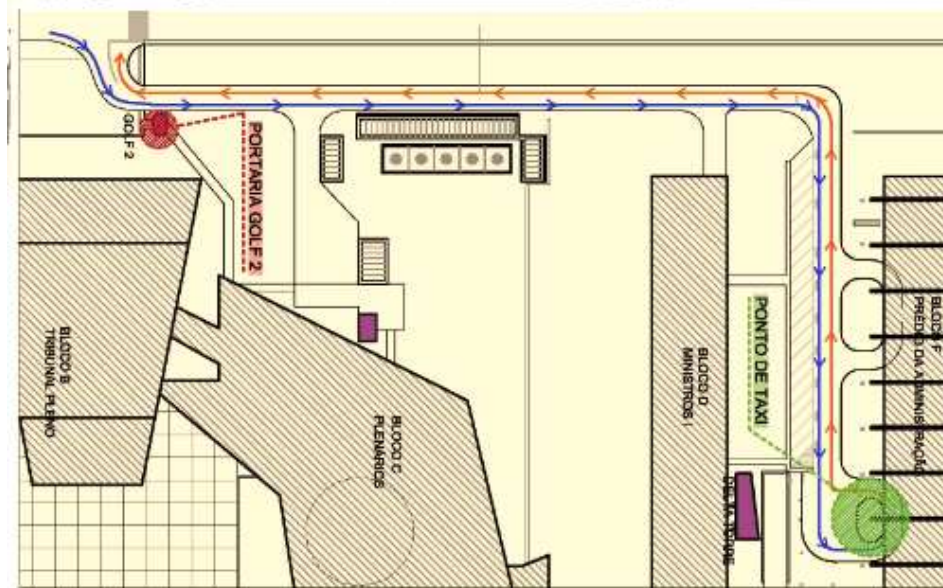 GOLF 2
PORTARIA GOLF 2
BLOCO B
TRIBUNAL PLENO
BLOCO C
PLENÁRIOS
BLOCO D
MINISTROS I
PONTO DE TAXI
BLOCO F
PRÉDIO DA ADMINISTRAÇÃO